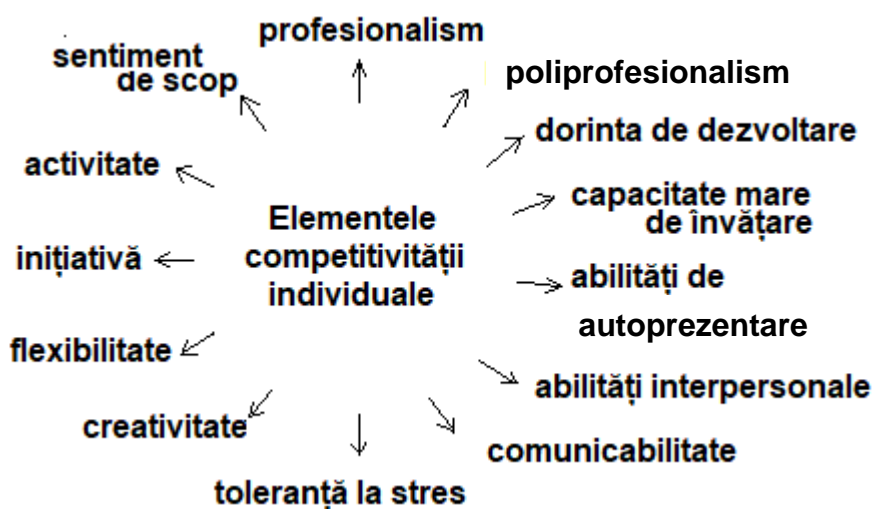 profesionalism
sentiment
de scop
poliprofesionalism
dorinta de dezvoltare
activitate
capacitate mare
de învățare
Elementele
competitivității
individuale
inițiativă
abilități de
autoprezentare
flexibilitate
abilități interpersonale
creativitate
comunicabilitate
toleranță la stres